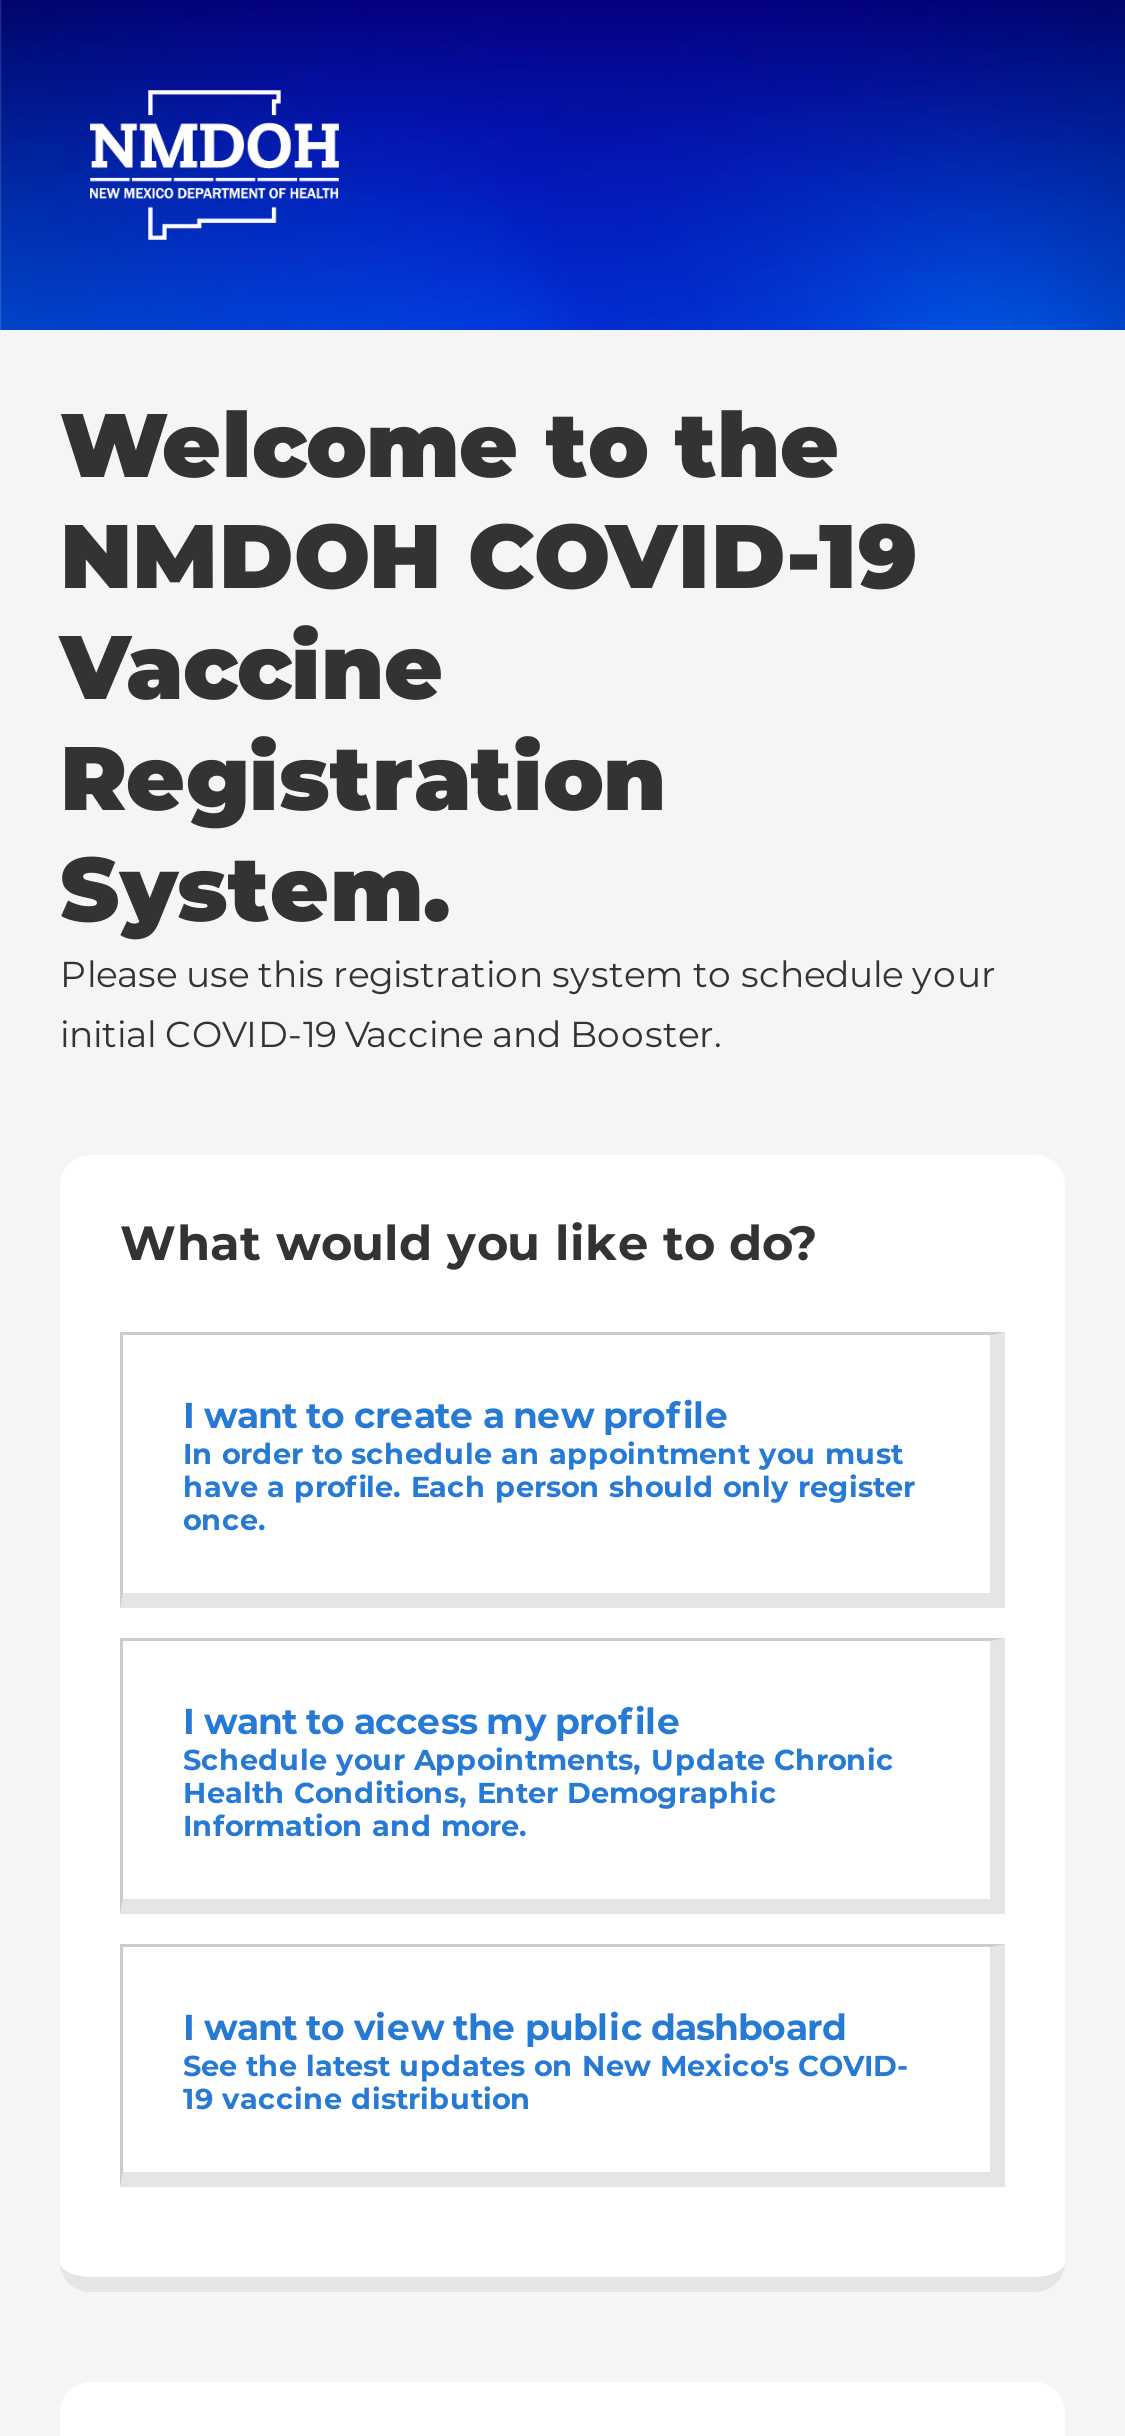 NMDOH
NEW MEXICO DEPARTMENT OF HEALTH
Welcome to the
NMDOH COVID-19
Vaccine
Registration
System.
Please use this registration system to schedule your
initial COVID-19 Vaccine and Booster.
What would you like to do?
I want to create a new profile
In order to schedule an appointment you must
have a profile. Each person should only register
once.
I want to access my profile
Schedule your Appointments, Update Chronic
Health Conditions, Enter Demographic
Information and more.
I want to view the public dashboard
See the latest updates on New Mexico's COVID-
19 vaccine distribution